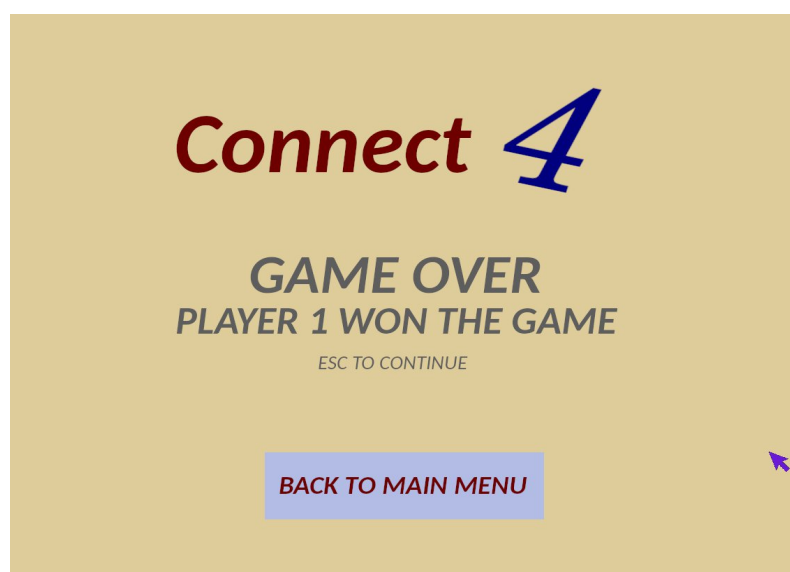 Connect 4
GAME OVER
PLAYER 1 WON THE GAME
ESC TO CONTINUE
BACK TO MAIN MENU